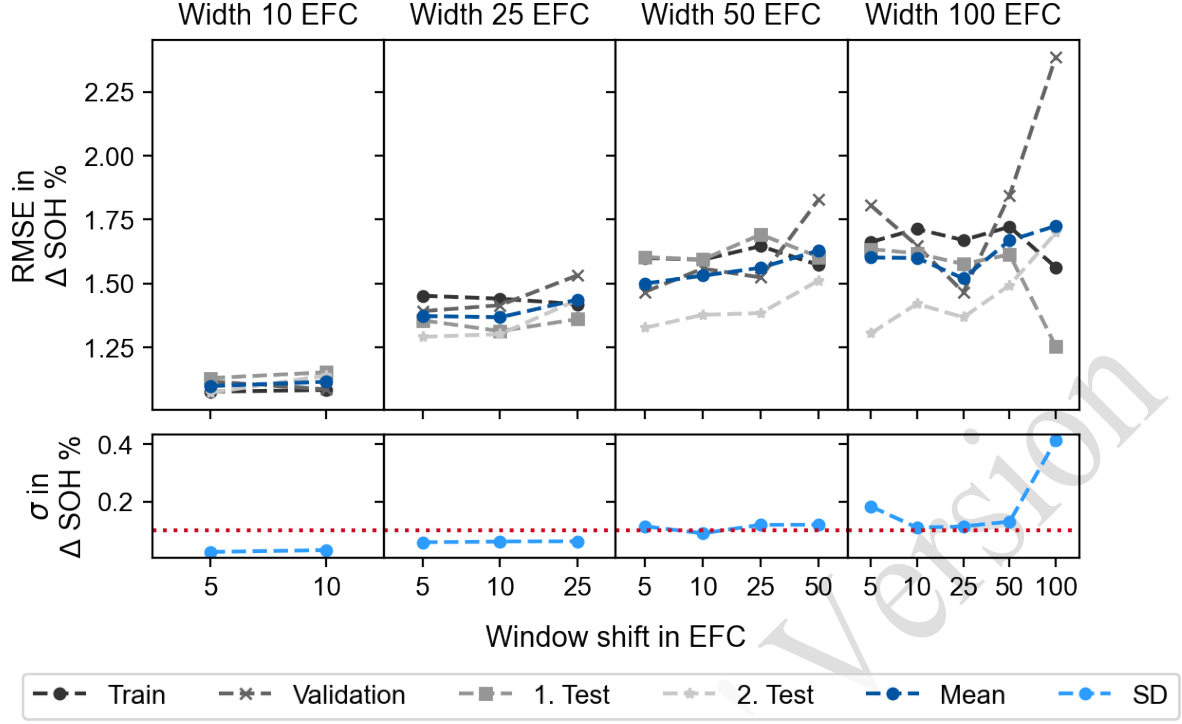 Width 10 EFC Width 25 EFC Width 50 EFC Width 100 EFC
RMSE in
Δ SOH %
2.25
2.00
1.75
1.50
1.25
σ in
Δ SOH %
0.4
0.2
5 10 5 10 25 5 10 25 50 5 10 25 50 100
Window shift in EFC
Train Validation 1. Test 2. Test Mean SD
Version